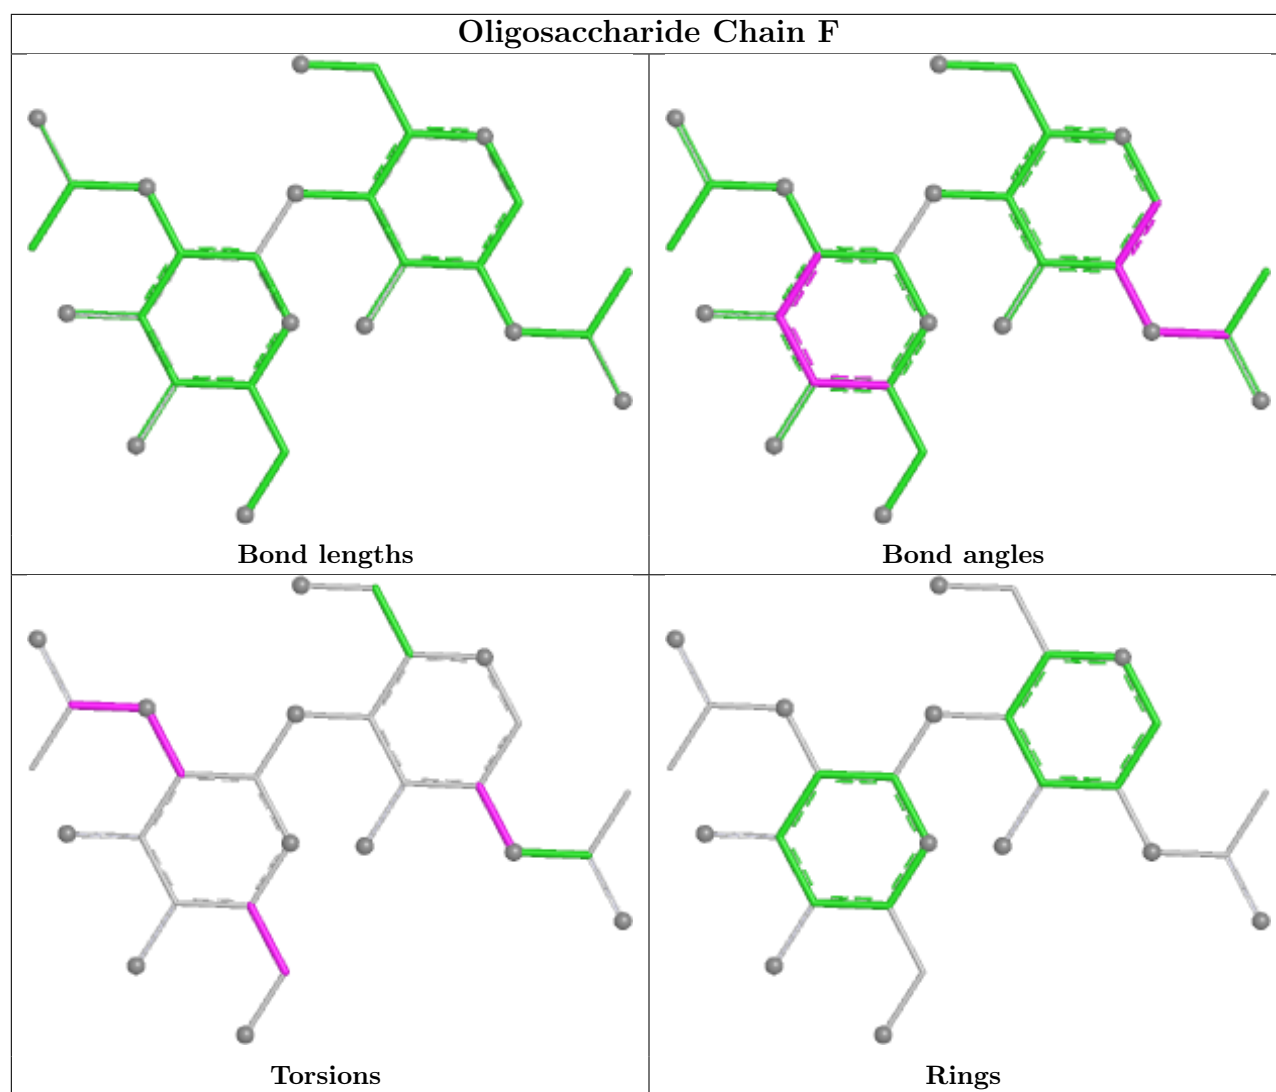 Oligosaccharide Chain F
Bond lengths
Bond angles
Torsions
Rings